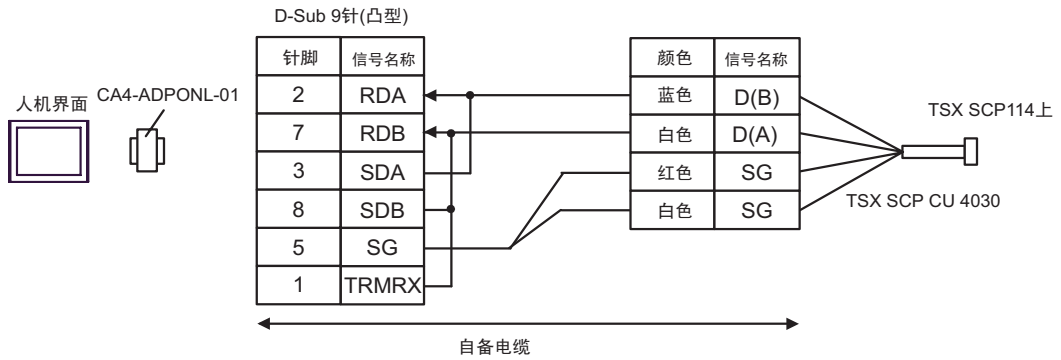 D-Sub 9针(凸型)
人机界面
CA4-ADPONL-01
针脚 信号名称
2 RDA
7 RDB
3 SDA
8 SDB
5 SG
1 TRMRX
颜色 信号名称
蓝色 D(B)
白色 D(A)
红色 SG
白色 SG
TSX SCP114上
TSX SCP CU 4030
自备电缆